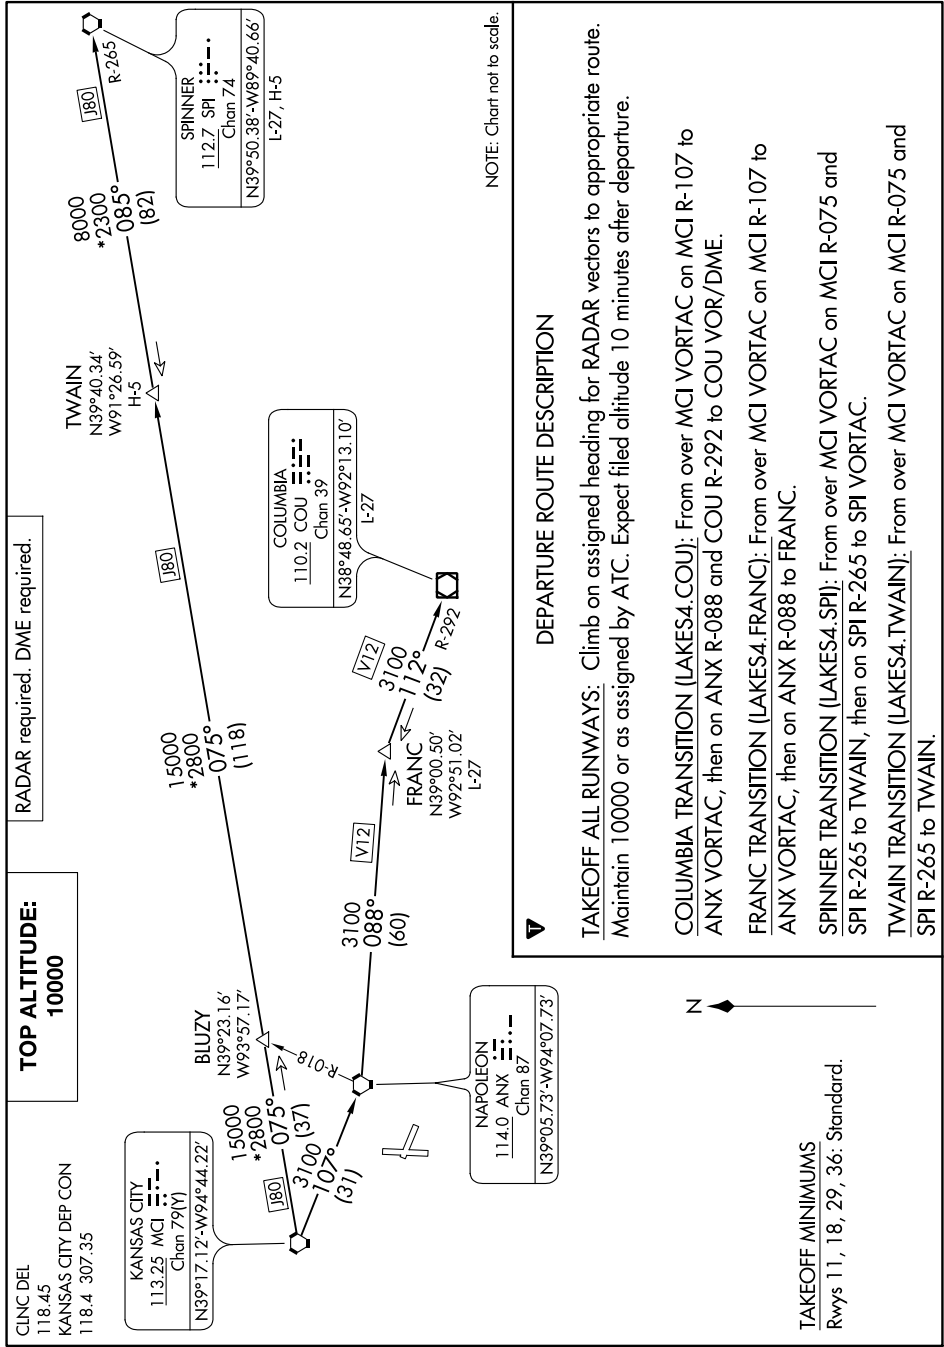 CLNC DEL
118.45
KANSAS CITY DEP CON
118.4 307.35
TOP ALTITUDE:
10000
RADAR required. DME required.
KANSAS CITY
113.25 MCI
Chan 79(Y)
N39°17.12'-W94°44.22'
J80
15000
*2800
075°
(37)
3100
107°
(31)
BLUZY
N39°23.16'
W93°57.17'
R-018
NAPOLEON
114.0 ANX
Chan 87
N39°05.73'-W94°07.73'
15000
*2800
075°
(118)
J80
3100
088°
(60)
V12
FRANC
N39°00.50'
W92°51.02'
L-27
V12
3100
112°
(32)
R-292
COLUMBIA
110.2 COU
Chan 39
N38°48.65'-W92°13.10'
L-27
TWAIN
N39°40.34'
W91°26.59'
H-5
8000
*2300
085°
(82)
J80
R-265
SPINNER
112.7 SPI
Chan 74
N39°50.38'-W89°40.66'
L-27, H-5
NOTE: Chart not to scale.
N
TAKEOFF MINIMUMS
Rwys 11, 18, 29, 36: Standard.
T
DEPARTURE ROUTE DESCRIPTION
TAKEOFF ALL RUNWAYS: Climb on assigned heading for RADAR vectors to appropriate route.
Maintain 10000 or as assigned by ATC. Expect filed altitude 10 minutes after departure.
COLUMBIA TRANSITION (LAKES4.COU): From over MCI VORTAC on MCI R-107 to
ANX VORTAC, then on ANX R-088 and COU R-292 to COU VOR/DME.
FRANC TRANSITION (LAKES4.FRANC): From over MCI VORTAC on MCI R-107 to
ANX VORTAC, then on ANX R-088 to FRANC.
SPINNER TRANSITION (LAKES4.SPI): From over MCI VORTAC on MCI R-075 and
SPI R-265 to TWAIN, then on SPI R-265 to SPI VORTAC.
TWAIN TRANSITION (LAKES4.TWAIN): From over MCI VORTAC on MCI R-075 and
SPI R-265 to TWAIN.